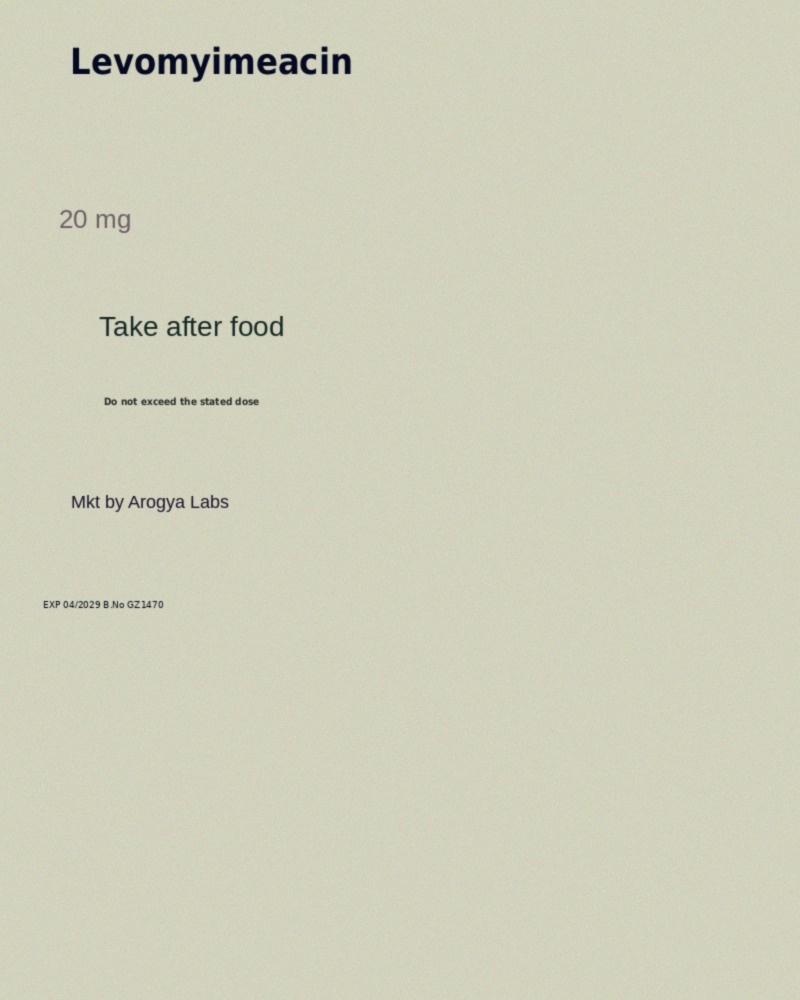 Levomyimeacin
20 mg
Take after food
Do not exceed the stated dose
Mkt by Arogya Labs
EXP 04/2029 B.No GZ1470